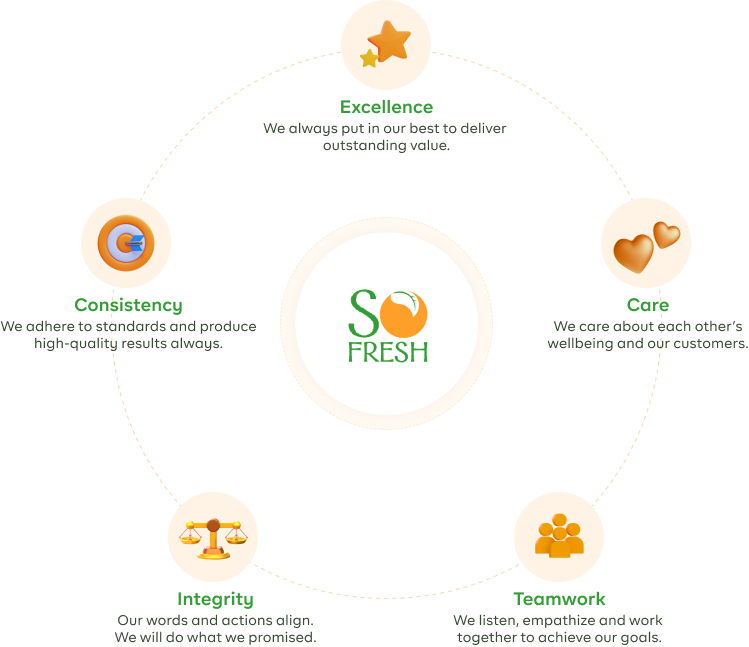 Excellence
We always put in our best to deliver
outstanding value.
Consistency
We adhere to standards and produce
high-quality results always.
Care
We care about each other's
wellbeing and our customers.
SO
FRESH
Integrity
Our words and actions align.
We will do what we promised.
Teamwork
We listen, empathize and work
together to achieve our goals.